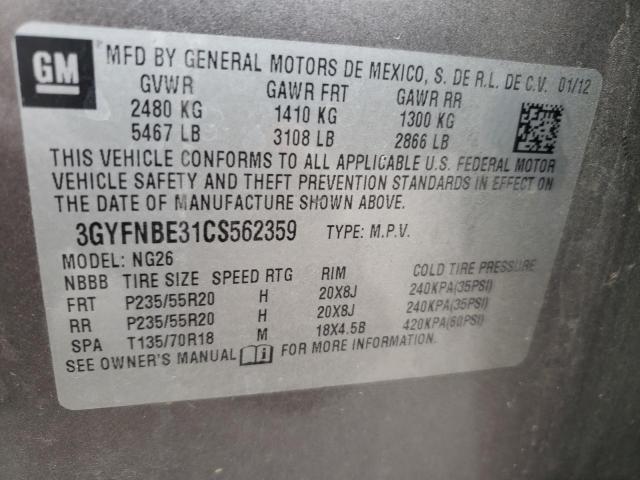 GM
MFD BY GENERAL MOTORS DE MEXICO, S. DE R.L. DE C.V. 01/12
GVWR GAWR FRT GAWR RR
2480 KG 1410 KG 1300 KG
5467 LB 3108 LB 2866 LB
THIS VEHICLE CONFORMS TO ALL APPLICABLE U.S. FEDERAL MOTOR
VEHICLE SAFETY AND THEFT PREVENTION STANDARDS IN EFFECT ON
THE DATE OF MANUFACTURE SHOWN ABOVE.
3GYFNBE31CS562359 TYPE: M.P.V.
MODEL: NG26
NBBB TIRE SIZE SPEED RTG RIM COLD TIRE PRESSURE
FRT P235/55R20 H 20X8J 240KPA(35PSI)
RR P235/55R20 H 20X8J 240KPA(35PSI)
SPA T135/70R18 M 18X4.5B 420KPA(60PSI)
SEE OWNER'S MANUAL FOR MORE INFORMATION.